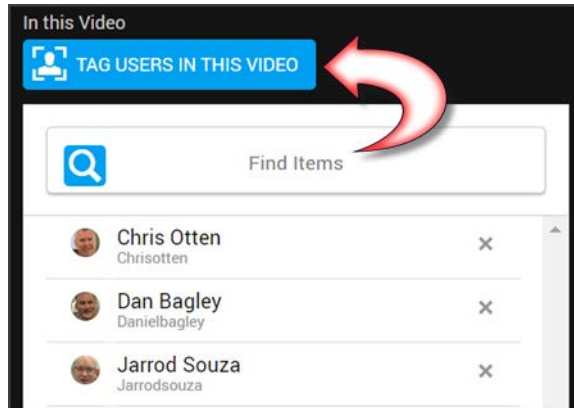 In this Video
TAG USERS IN THIS VIDEO
Find Items
Chris Otten
Chrisotten
Dan Bagley
Danielbagley
Jarrod Souza
Jarrodsouza